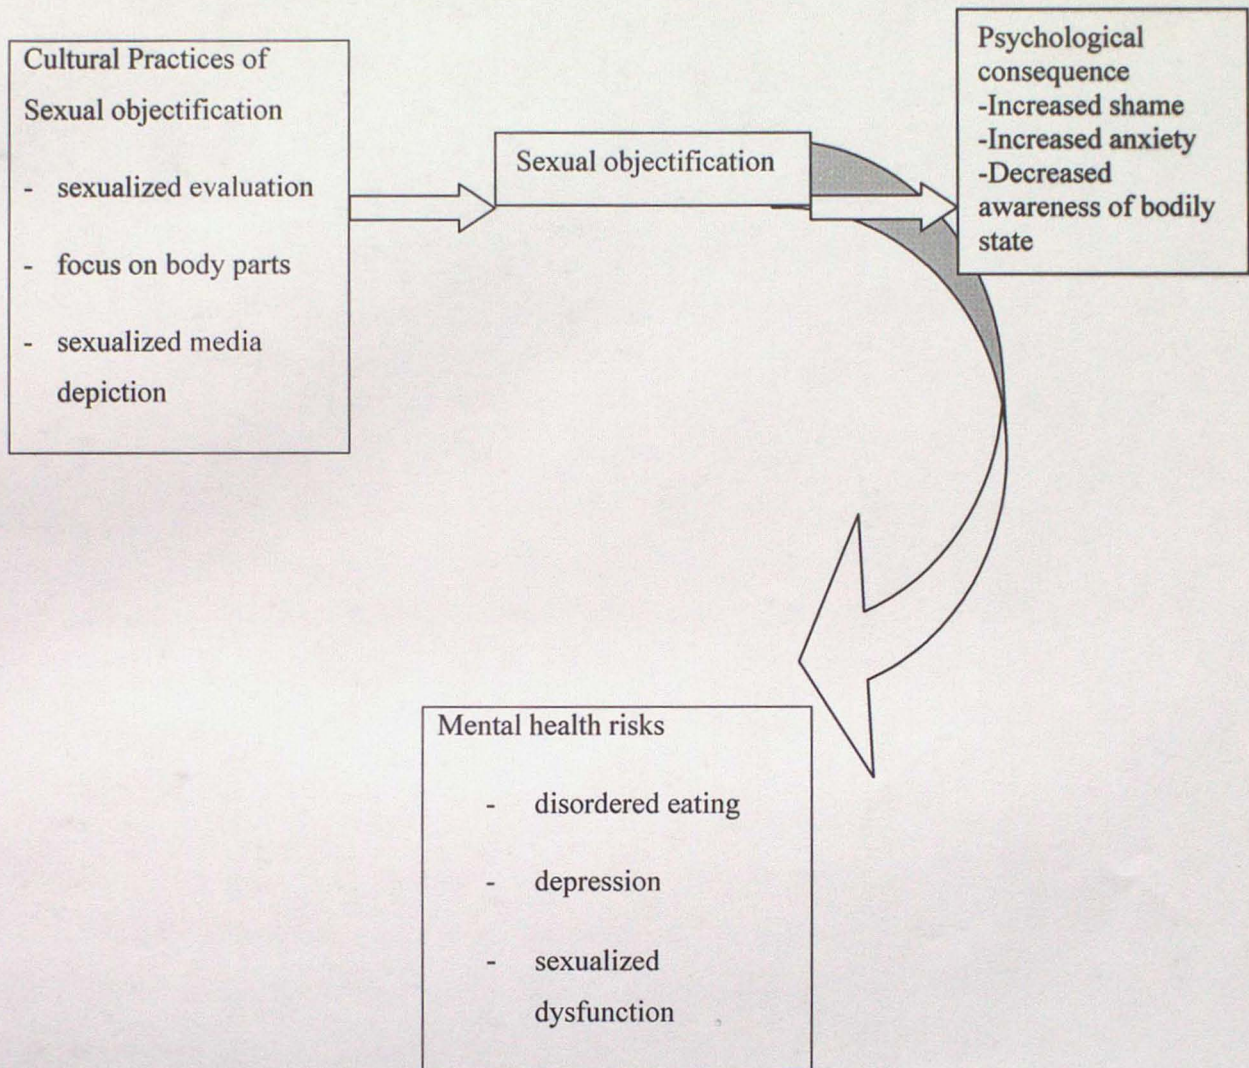 Cultural Practices of
Sexual objectification
- sexualized evaluation
- focus on body parts
- sexualized media
depiction
Sexual objectification
Psychological
consequence
-Increased shame
-Increased anxiety
-Decreased
awareness of bodily
state
Mental health risks
- disordered eating
- depression
- sexualized
dysfunction